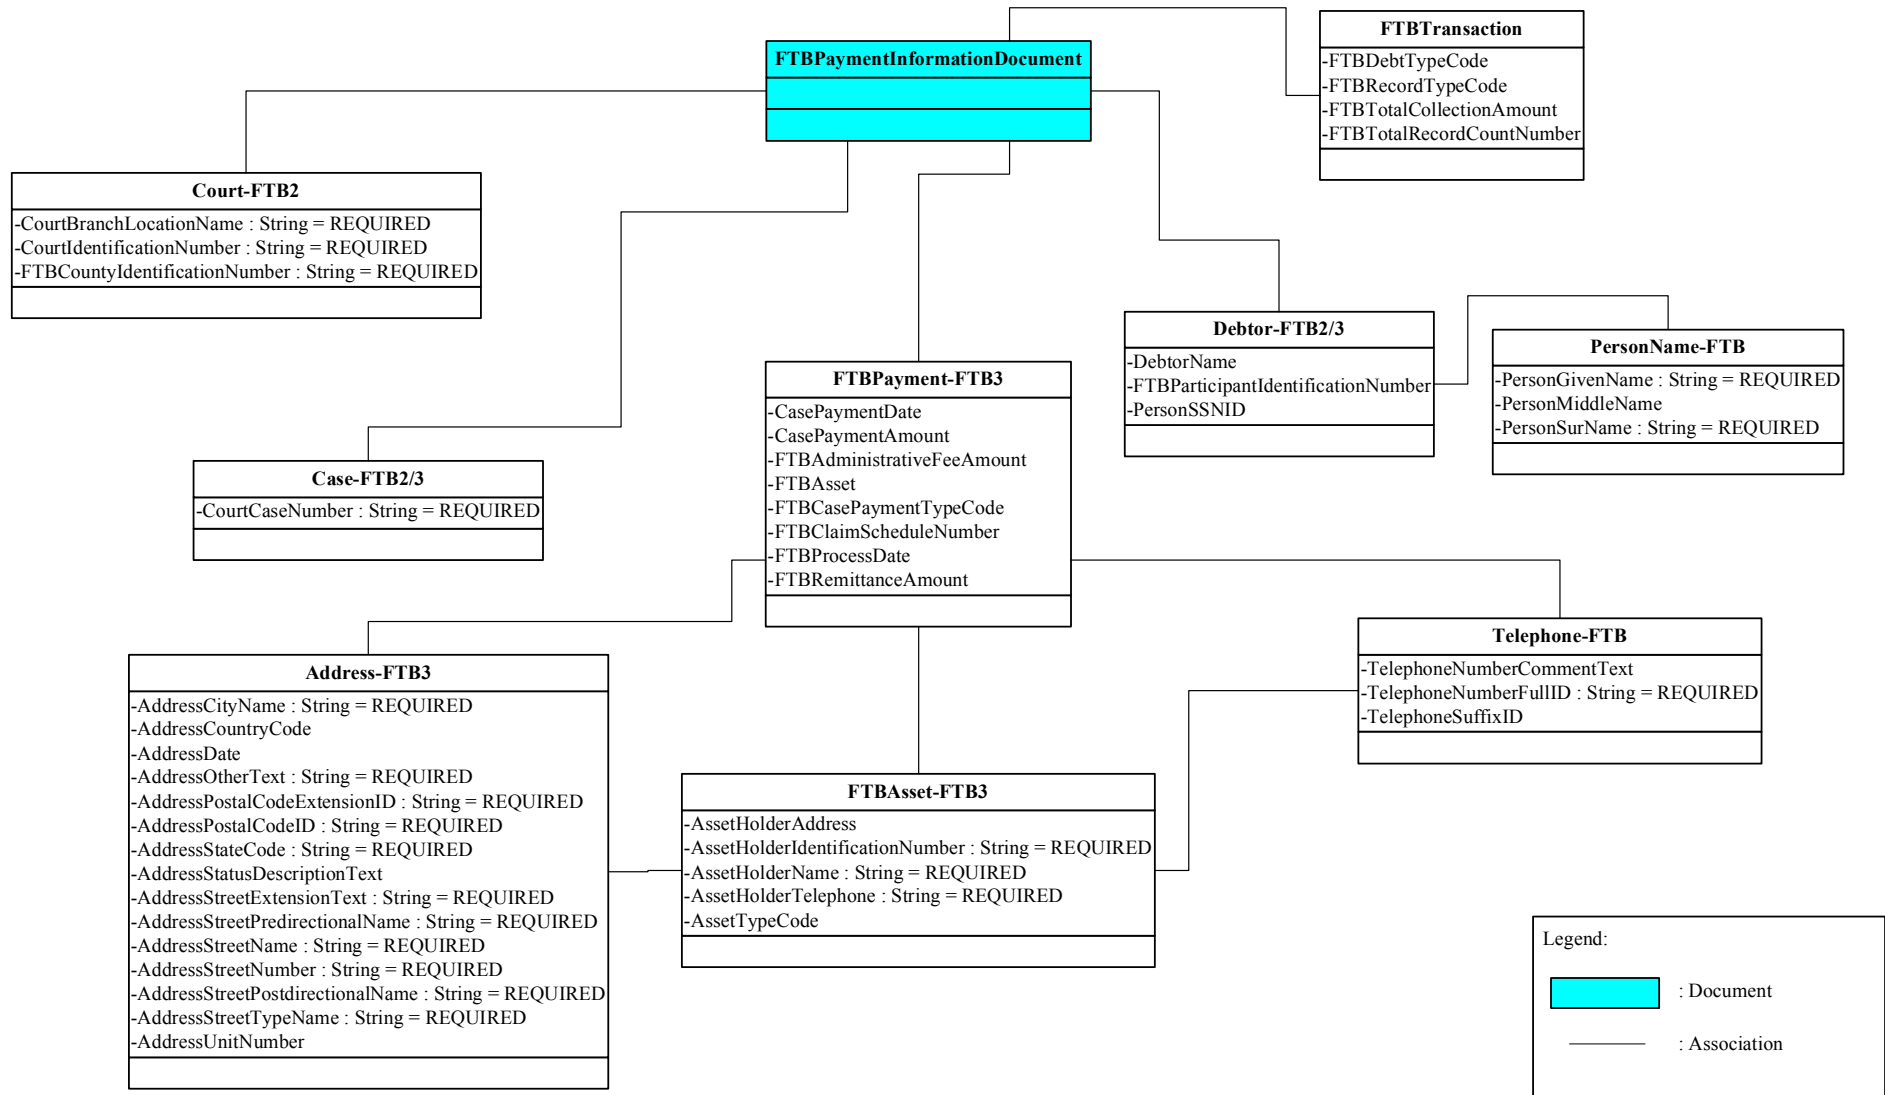 FTBPaymentInformationDocument
FTBTransaction
-FTBDebtTypeCode
-FTBRecordTypeCode
-FTBTotalCollectionAmount
-FTBTotalRecordCountNumber
Court-FTB2
-CourtBranchLocationName : String = REQUIRED
-CourtIdentificationNumber : String = REQUIRED
-FTBCountyIdentificationNumber : String = REQUIRED
Debtor-FTB2/3
-DebtorName
-FTBParticipantIdentificationNumber
-PersonSSNID
PersonName-FTB
-PersonGivenName : String = REQUIRED
-PersonMiddleName
-PersonSurName : String = REQUIRED
FTBPayment-FTB3
-CasePaymentDate
-CasePaymentAmount
-FTBAdministrativeFeeAmount
-FTBAsset
-FTBCasePaymentTypeCode
-FTBClaimScheduleNumber
-FTBProcessDate
-FTBRemittanceAmount
Case-FTB2/3
-CourtCaseNumber : String = REQUIRED
Telephone-FTB
-TelephoneNumberCommentText
-TelephoneNumberFullID : String = REQUIRED
-TelephoneSuffixID
Address-FTB3
-AddressCityName : String = REQUIRED
-AddressCountryCode
-AddressDate
-AddressOtherText : String = REQUIRED
-AddressPostalCodeExtensionID : String = REQUIRED
-AddressPostalCodeID : String = REQUIRED
-AddressStateCode : String = REQUIRED
-AddressStatusDescriptionText
-AddressStreetExtensionText : String = REQUIRED
-AddressStreetPredirectionalName : String = REQUIRED
-AddressStreetName : String = REQUIRED
-AddressStreetNumber : String = REQUIRED
-AddressStreetPostdirectionalName : String = REQUIRED
-AddressStreetTypeName : String = REQUIRED
-AddressUnitNumber
FTBAsset-FTB3
-AssetHolderAddress
-AssetHolderIdentificationNumber : String = REQUIRED
-AssetHolderName : String = REQUIRED
-AssetHolderTelephone : String = REQUIRED
-AssetTypeCode
Legend:
: Document
: Association